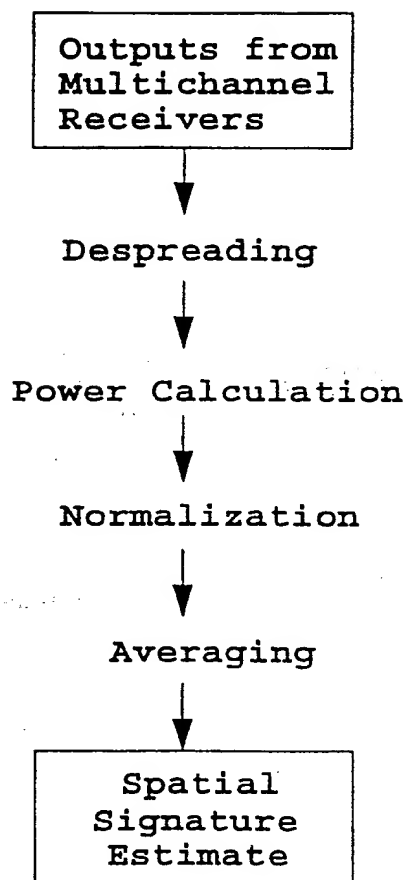 Outputs from
Multichannel
Receivers
Despreading
Power Calculation
Normalization
Averaging
Spatial
Signature
Estimate